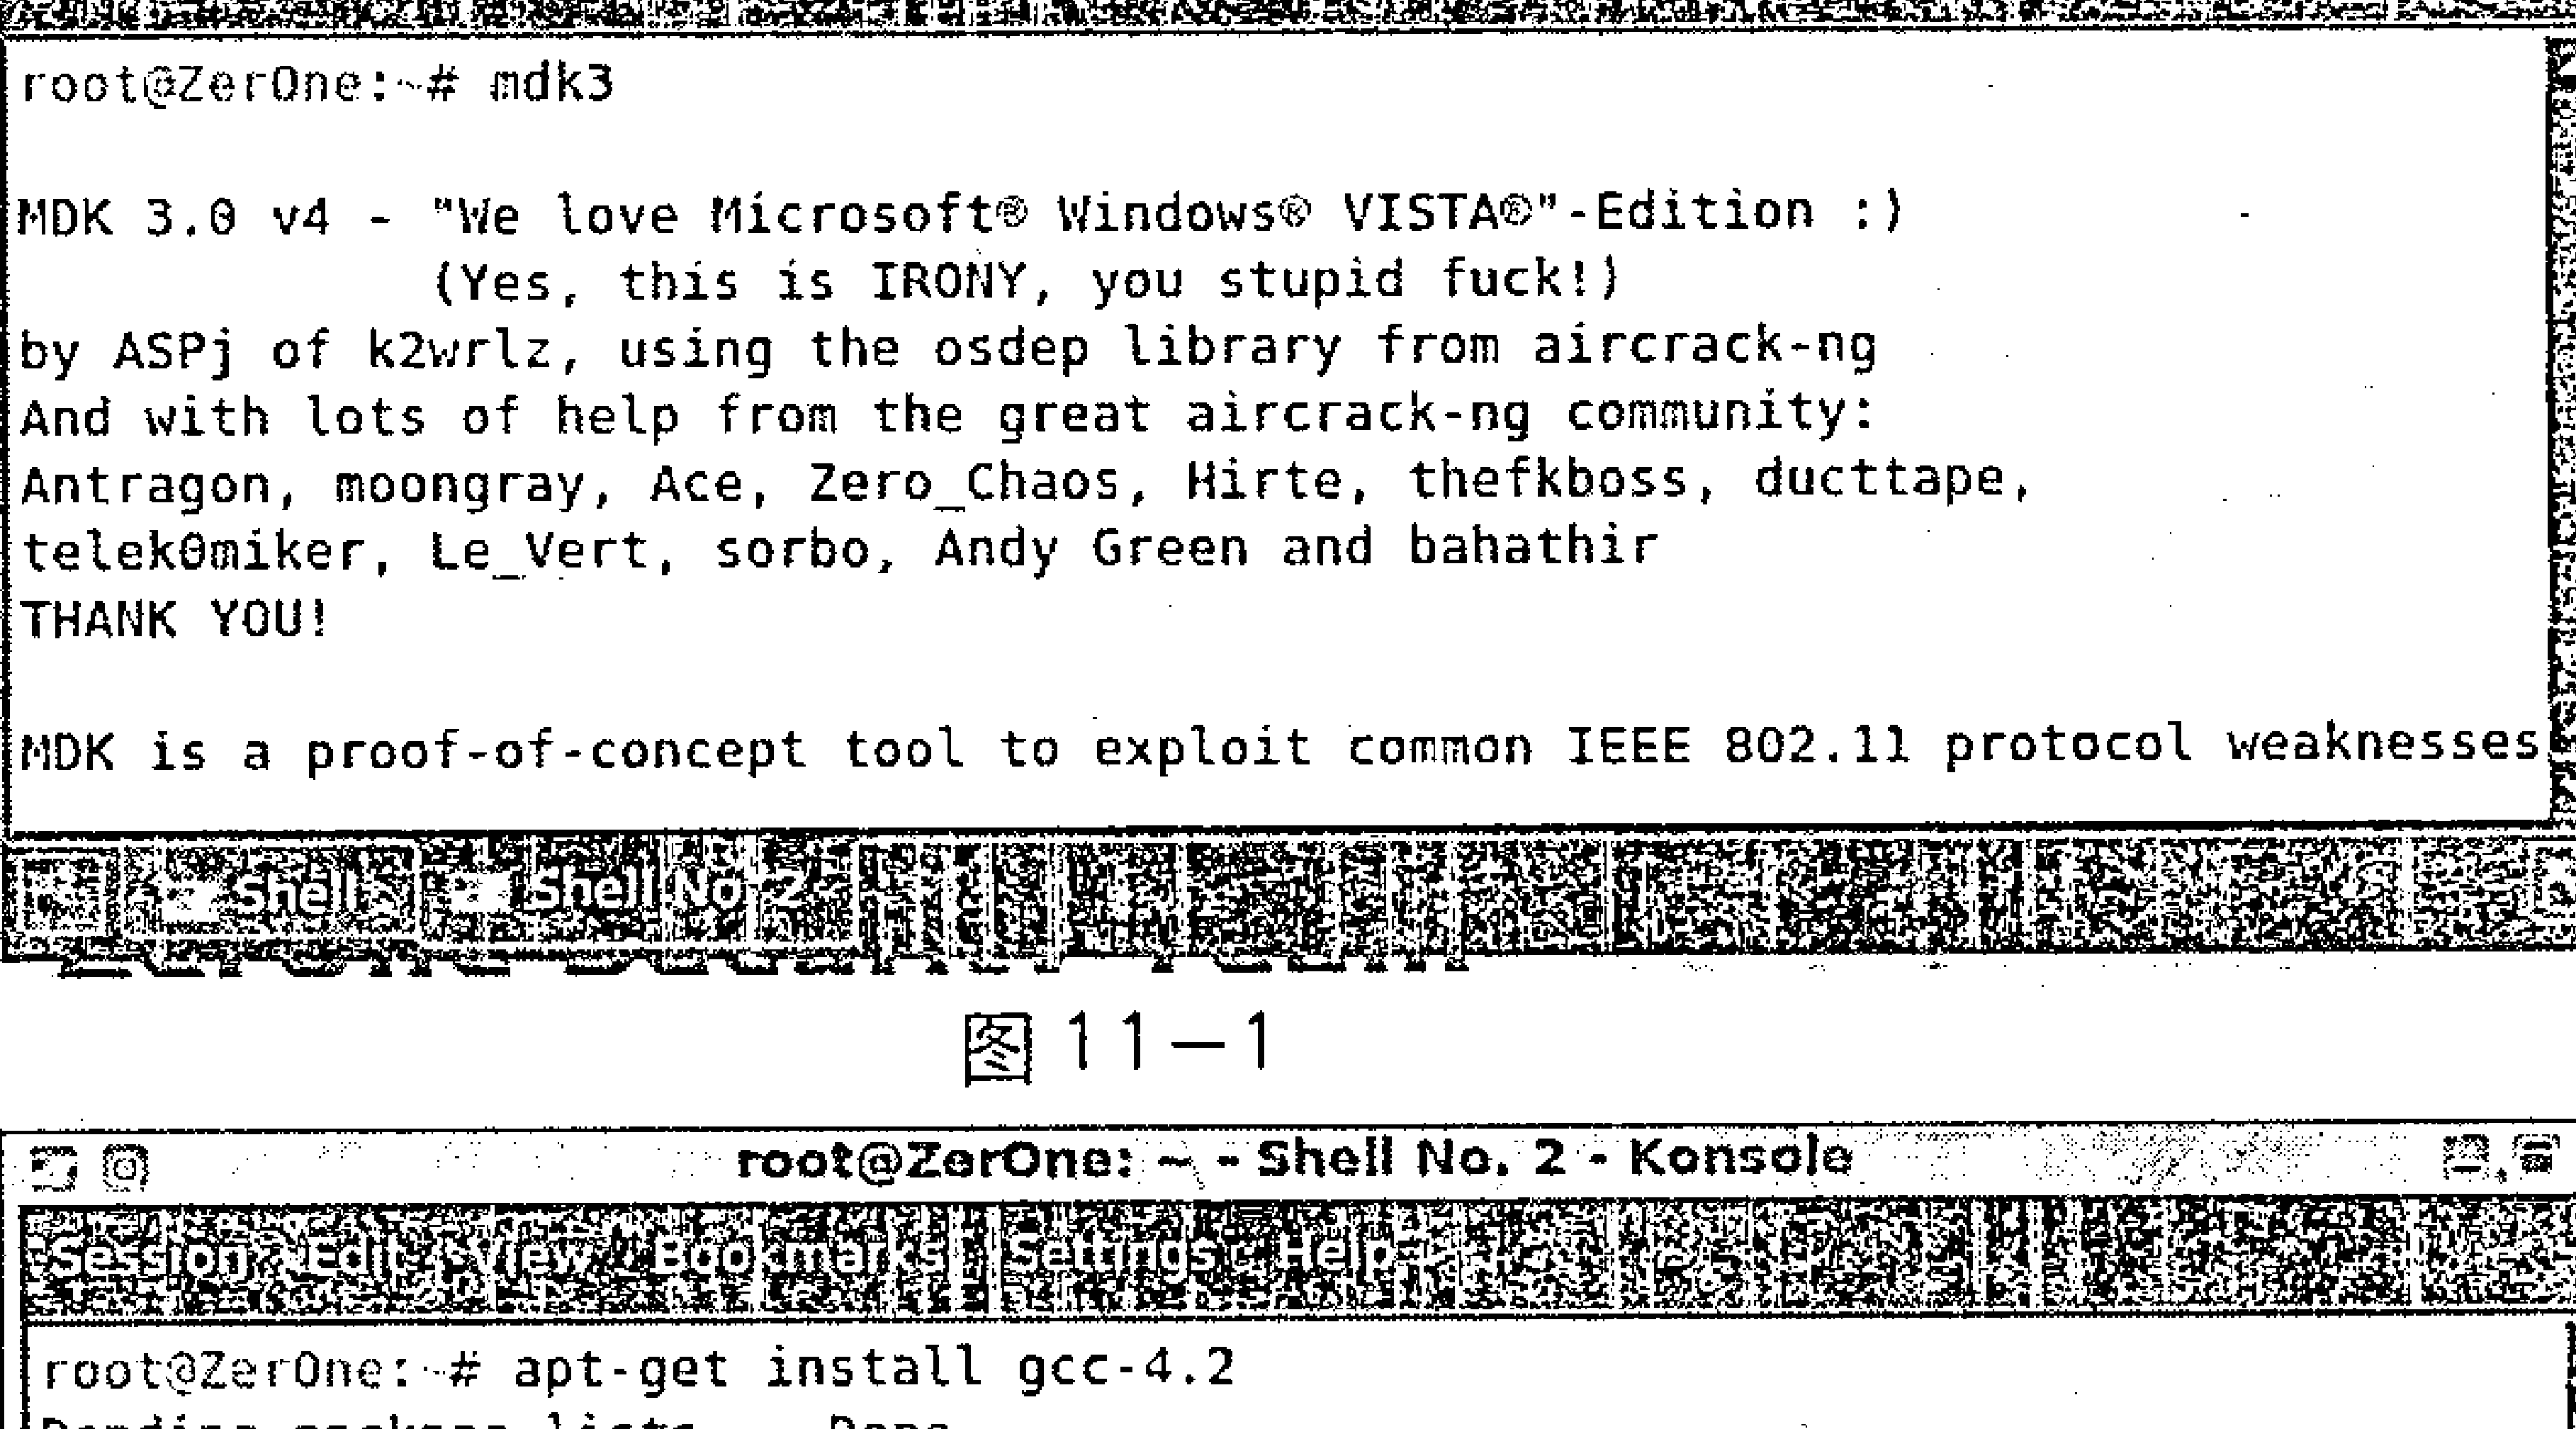 root@ZerOne:~# mdk3
MDK 3.0 v4 - "We love Microsoft® Windows® VISTA®"-Edition :)
(Yes, this is IRONY, you stupid fuck!)
by ASPj of k2wrlz, using the osdep library from aircrack-ng
And with lots of help from the great aircrack-ng community:
Antragon, moongray, Ace, Zero_Chaos, Hirte, thefkboss, ducttape,
telek0miker, Le_Vert, sorbo, Andy Green and bahathir
THANK YOU!
MDK is a proof-of-concept tool to exploit common IEEE 802.11 protocol weaknesses
Shell Shell No. 2
图 11-1
root@ZerOne: ~ - Shell No. 2 - Konsole
Session Edit View Bookmarks Settings Help
root@ZerOne:~# apt-get install gcc-4.2
Reading package lists... Done